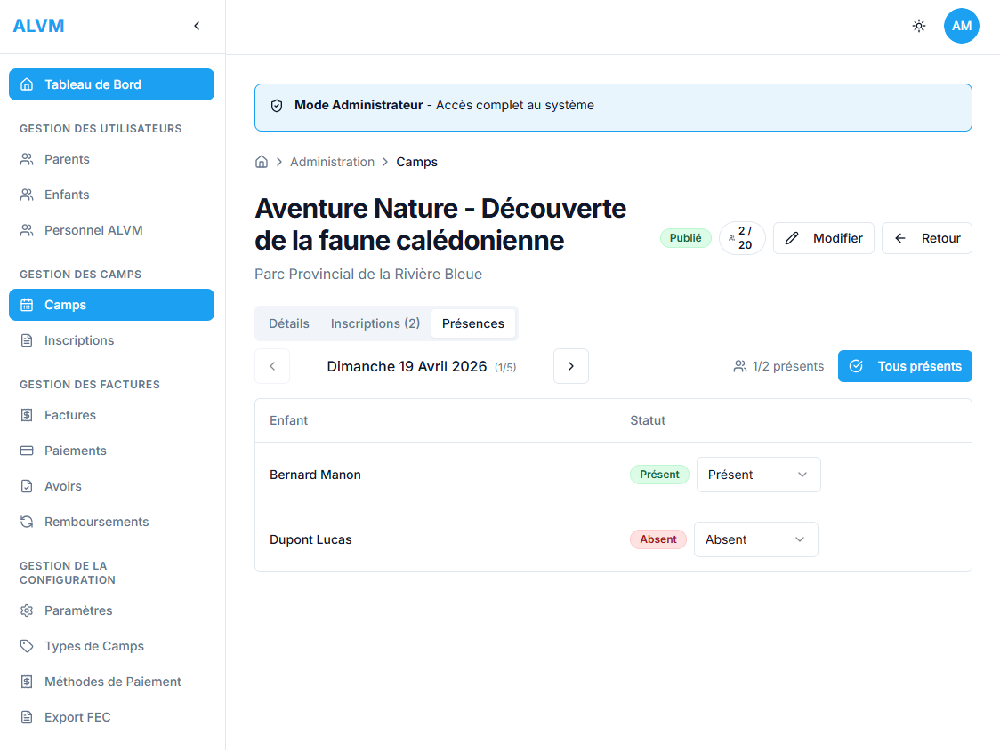 ALVM
AM
Tableau de Bord
GESTION DES UTILISATEURS
Parents
Enfants
Personnel ALVM
GESTION DES CAMPS
Camps
Inscriptions
GESTION DES FACTURES
Factures
Paiements
Avoirs
Remboursements
GESTION DE LA
CONFIGURATION
Paramètres
Types de Camps
Méthodes de Paiement
Export FEC
Mode Administrateur - Accès complet au système
Administration
Camps
Aventure Nature - Découverte
de la faune calédonienne
Parc Provincial de la Rivière Bleue
Publié
2 /
20
Modifier
Retour
Détails
Inscriptions (2)
Présences
Dimanche 19 Avril 2026 (1/5)
1/2 présents
Tous présents
Enfant
Statut
Bernard Manon
Présent
Présent
Dupont Lucas
Absent
Absent